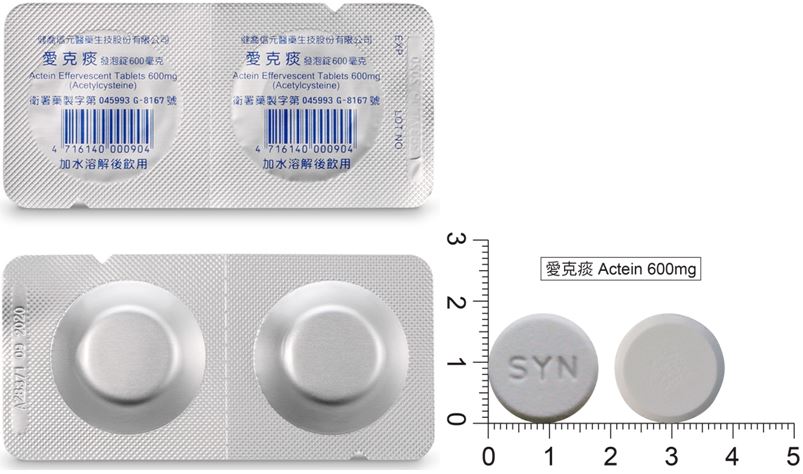 健喬信元醫藥生技股份有限公司
愛克痰 發泡錠600毫克
Actein Effervescent Tablets 600mg
(Acetylcysteine)
衛署藥製字第 045993 G-8167 號
4 716140 000904
加水溶解後飲用
健喬信元醫藥生技股份有限公司
愛克痰 發泡錠600毫克
Actein Effervescent Tablets 600mg
(Acetylcysteine)
衛署藥製字第 045993 G-8167 號
4 716140 000904
加水溶解後飲用
EXP
LOT NO.
09 2020
愛克痰 Actein 600mg
SYN
3
2
1
0
0 1 2 3 4 5